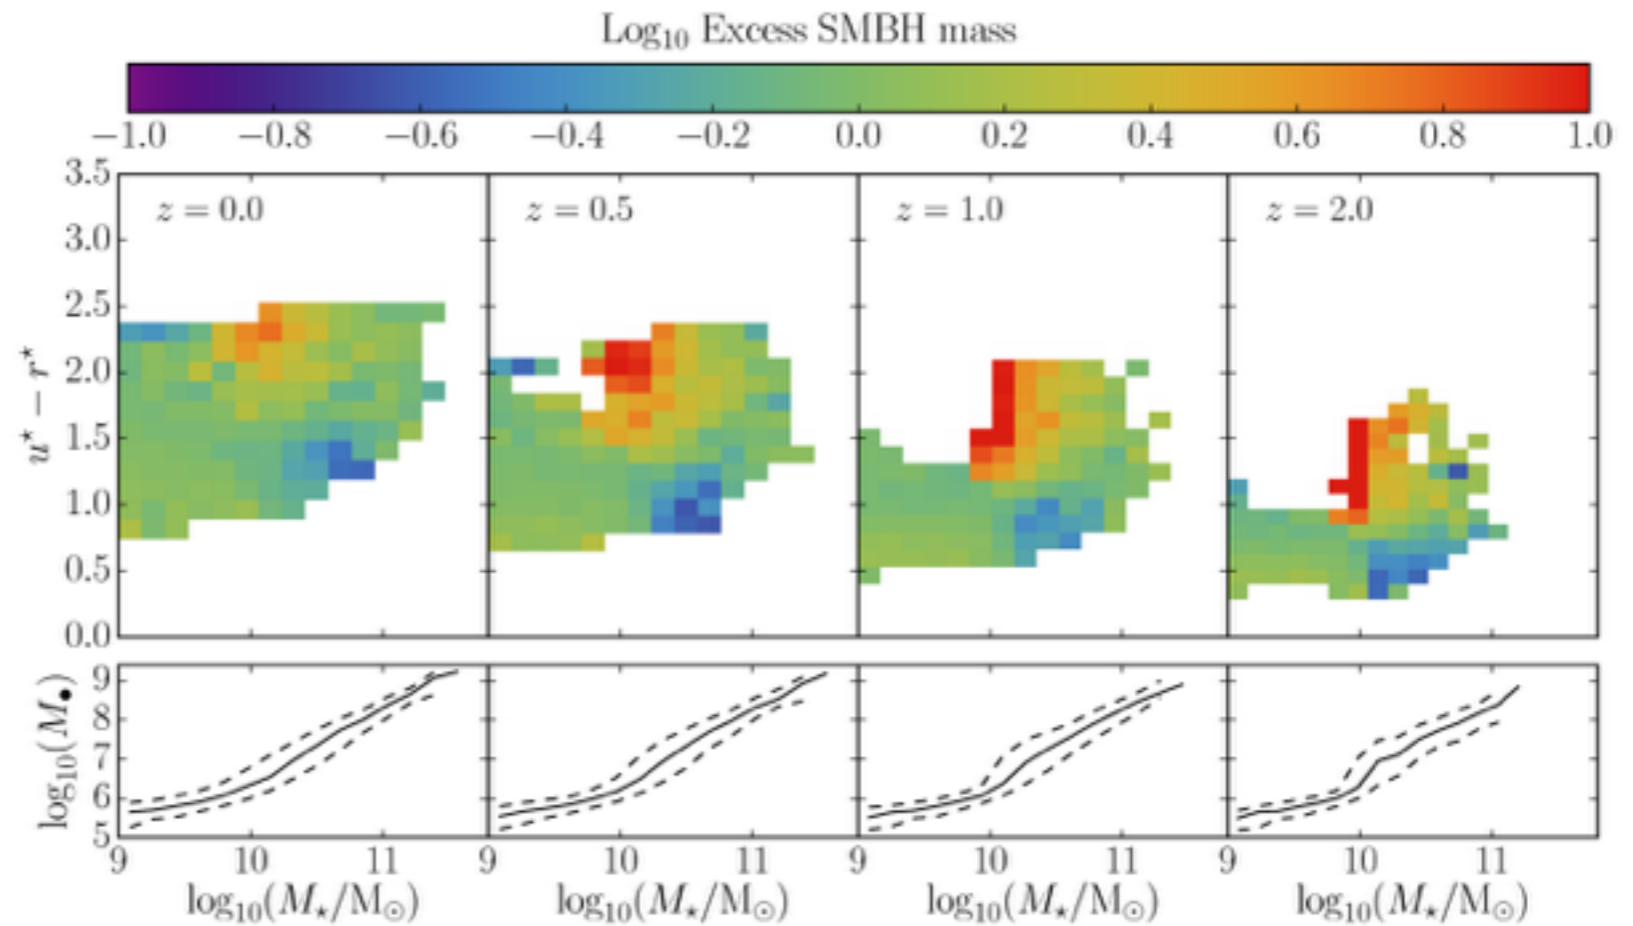 Log₁₀ Excess SMBH mass
−1.0 −0.8 −0.6 −0.4 −0.2 0.0 0.2 0.4 0.6 0.8 1.0
z = 0.0 z = 0.5 z = 1.0 z = 2.0
3.5
3.0
2.5
2.0
1.5
1.0
0.5
0.0
u* − r*
9
8
7
6
5
log₁₀(M●)
9 10 11 9 10 11 9 10 11 9 10 11
log₁₀(M⋆/M⊙) log₁₀(M⋆/M⊙) log₁₀(M⋆/M⊙) log₁₀(M⋆/M⊙)